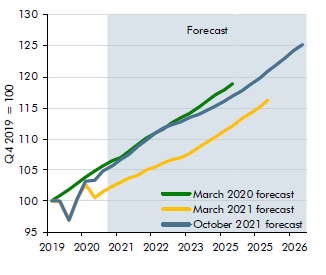 130
125
120
115
110
105
100
95
Q4 2019 = 100
Forecast
March 2020 forecast
March 2021 forecast
October 2021 forecast
2019 2020 2021 2022 2023 2024 2025 2025 2026